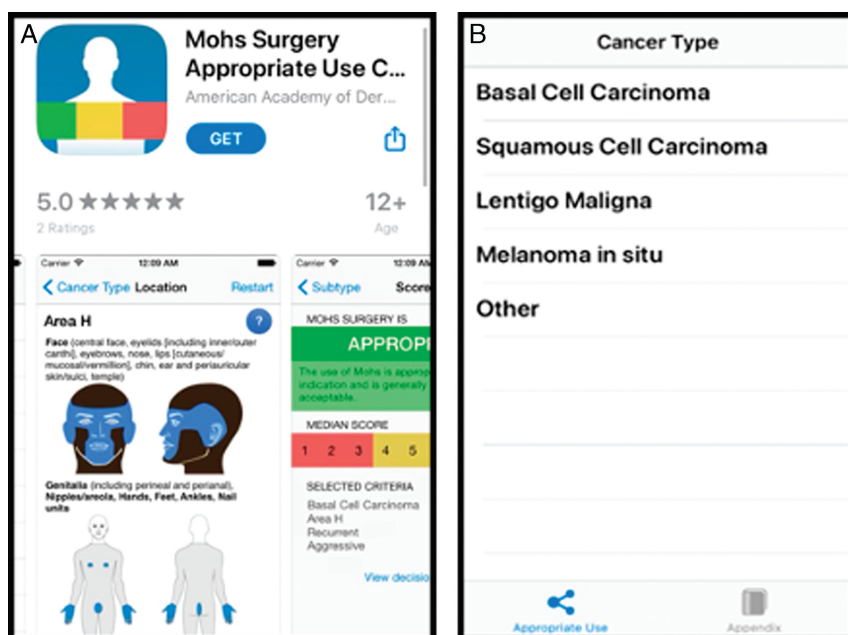 A
Mohs Surgery
Appropriate Use C...
American Academy of Der...
GET
5.0 ★★★★★
12+
2 Ratings
Age
Carrier
12:09 AM
Cancer Type
Location
Restart
Area H
?
Face (central face, eyelids [including inner/outer
canthi], eyebrows, nose, lips [cutaneous/
mucosal/vermillion], chin, ear and periauricular
skin/sulci, temple)
Genitalia (including perineal and perianal),
Nipples/areola, Hands, Feet, Ankles, Nail
units
Carrier
12:09 AM
Subtype
Score
MOHS SURGERY IS
APPROPR
The use of Mohs is approp
indication and is generally
acceptable.
MEDIAN SCORE
1 2 3 4 5
SELECTED CRITERIA
Basal Cell Carcinoma
Area H
Recurrent
Aggressive
View decisio
B
Cancer Type
Basal Cell Carcinoma
Squamous Cell Carcinoma
Lentigo Maligna
Melanoma in situ
Other
Appropriate Use
Appendix